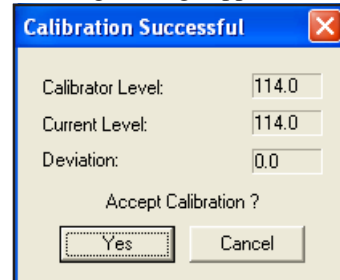 Calibration Successful
Calibrator Level: 114.0
Current Level: 114.0
Deviation: 0.0
Accept Calibration ?
Yes Cancel